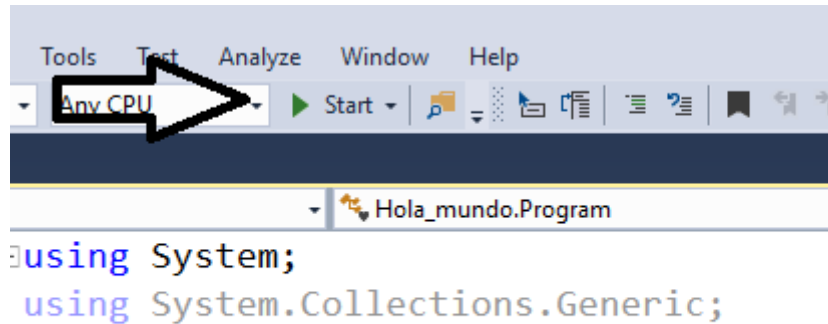 Tools Test Analyze Window Help
Any CPU Start
Hola_mundo.Program
using System;
using System.Collections.Generic;